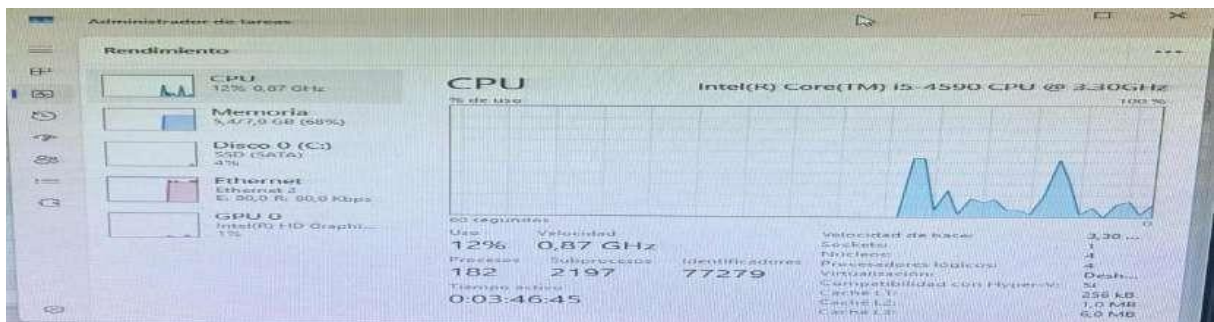 Administrador de tareas
Rendimiento
CPU
12% 0,87 GHz
Memoria
5,4/7,9 GB (68%)
Disco 0 (C:)
SSD (SATA)
4%
Ethernet
Ethernet 2
E: 80,0 R: 80,0 Kbps
GPU 0
Intel(R) HD Graphi...
1%
CPU Intel(R) Core(TM) i5-4590 CPU @ 3.30GHz
% de uso 100 %
60 segundos 0
Uso Velocidad
12% 0,87 GHz
Procesos Subprocesos Identificadores
182 2197 77279
Tiempo activo
0:03:46:45
Velocidad de base: 3,30 ...
Sockets: 1
Núcleos: 4
Procesadores lógicos: 4
Virtualización: Desh...
Compatibilidad con Hyper-V: Sí
Caché L1: 256 kB
Caché L2: 1,0 MB
Caché L3: 6,0 MB